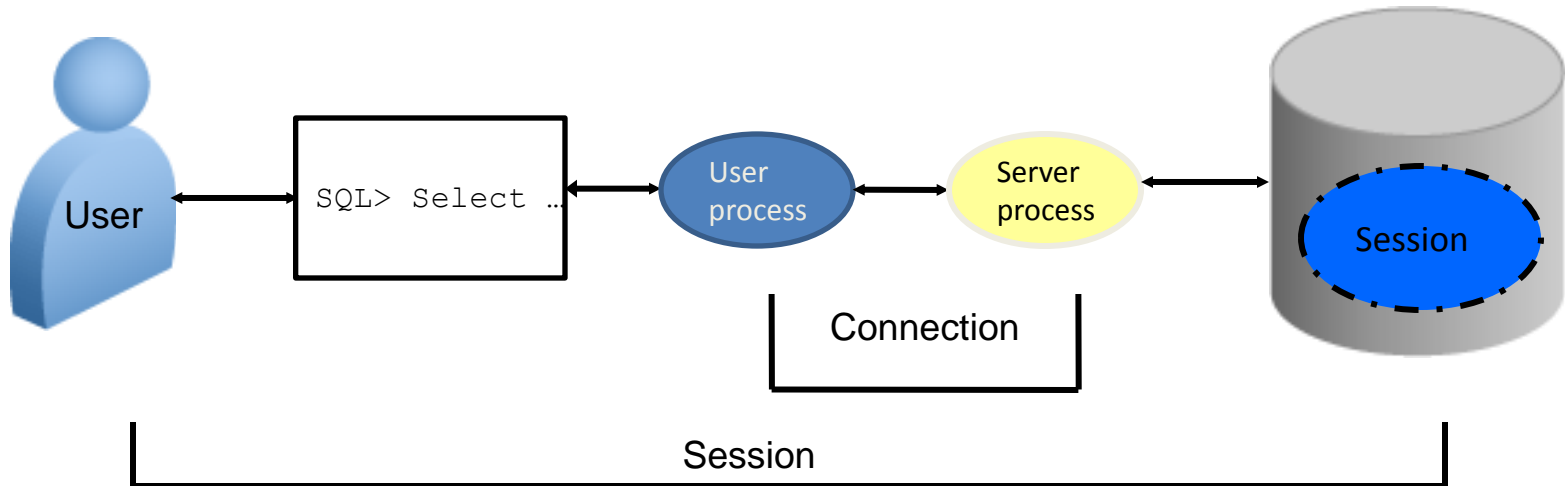 User
SQL> Select …
User
process
Server
process
Session
Connection
Session